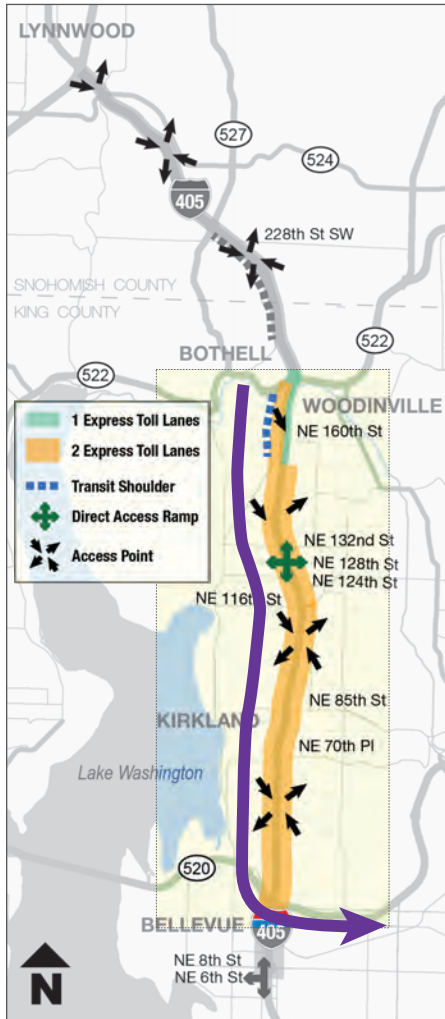 LYNNWOOD
527
524
405
228th St SW
SNOHOMISH COUNTY
KING COUNTY
BOTHELL
522
522
WOODINVILLE
1 Express Toll Lanes
2 Express Toll Lanes
Transit Shoulder
Direct Access Ramp
Access Point
NE 160th St
NE 132nd St
NE 128th St
NE 124th St
NE 116th St
NE 85th St
KIRKLAND
NE 70th Pl
Lake Washington
520
BELLEVUE
405
NE 8th St
NE 6th St
N